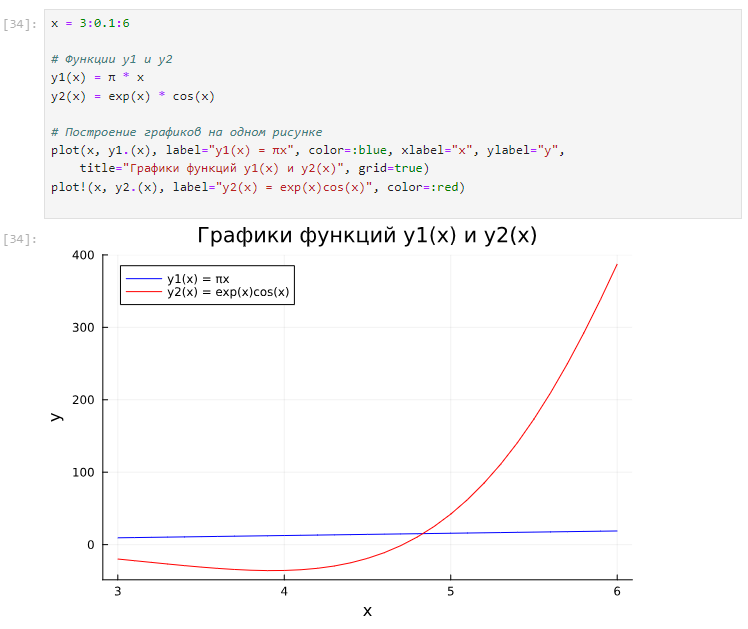 [34]:
x = 3:0.1:6
# Функции y1 и y2
y1(x) = π * x
y2(x) = exp(x) * cos(x)
# Построение графиков на одном рисунке
plot(x, y1.(x), label="y1(x) = πx", color=:blue, xlabel="x", ylabel="y",
title="Графики функций y1(x) и y2(x)", grid=true)
plot!(x, y2.(x), label="y2(x) = exp(x)cos(x)", color=:red)
[34]:
Графики функций y1(x) и y2(x)
y1(x) = πx
y2(x) = exp(x)cos(x)
400
300
200
100
0
y
3 4 5 6
x